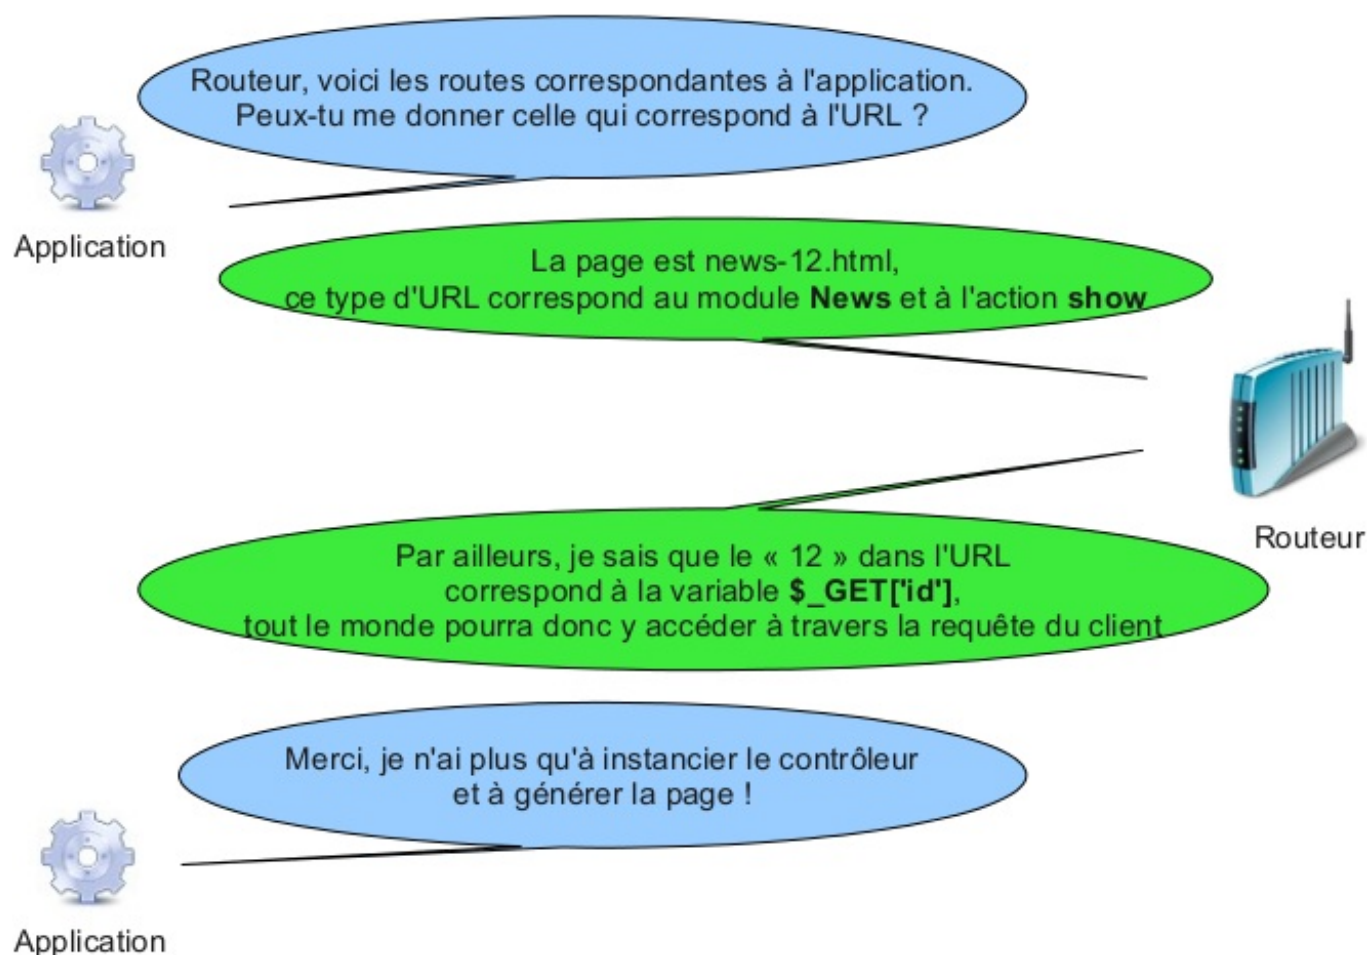 Routeur, voici les routes correspondantes à l'application.
Peux-tu me donner celle qui correspond à l'URL ?
Application
La page est news-12.html,
ce type d'URL correspond au module News et à l'action show
Routeur
Par ailleurs, je sais que le « 12 » dans l'URL
correspond à la variable $_GET['id'],
tout le monde pourra donc y accéder à travers la requête du client
Merci, je n'ai plus qu'à instancier le contrôleur
et à générer la page !
Application